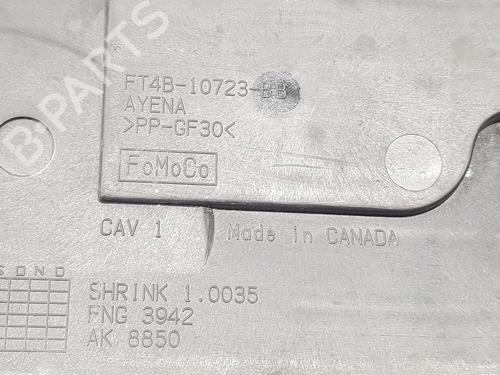 B-PARTS
FT4B-10723-BB
AYENA
>PP-GF30<
FoMoCo
CAV 1
Made in CANADA
SOND
SHRINK 1.0035
FNG 3942
AK 8850